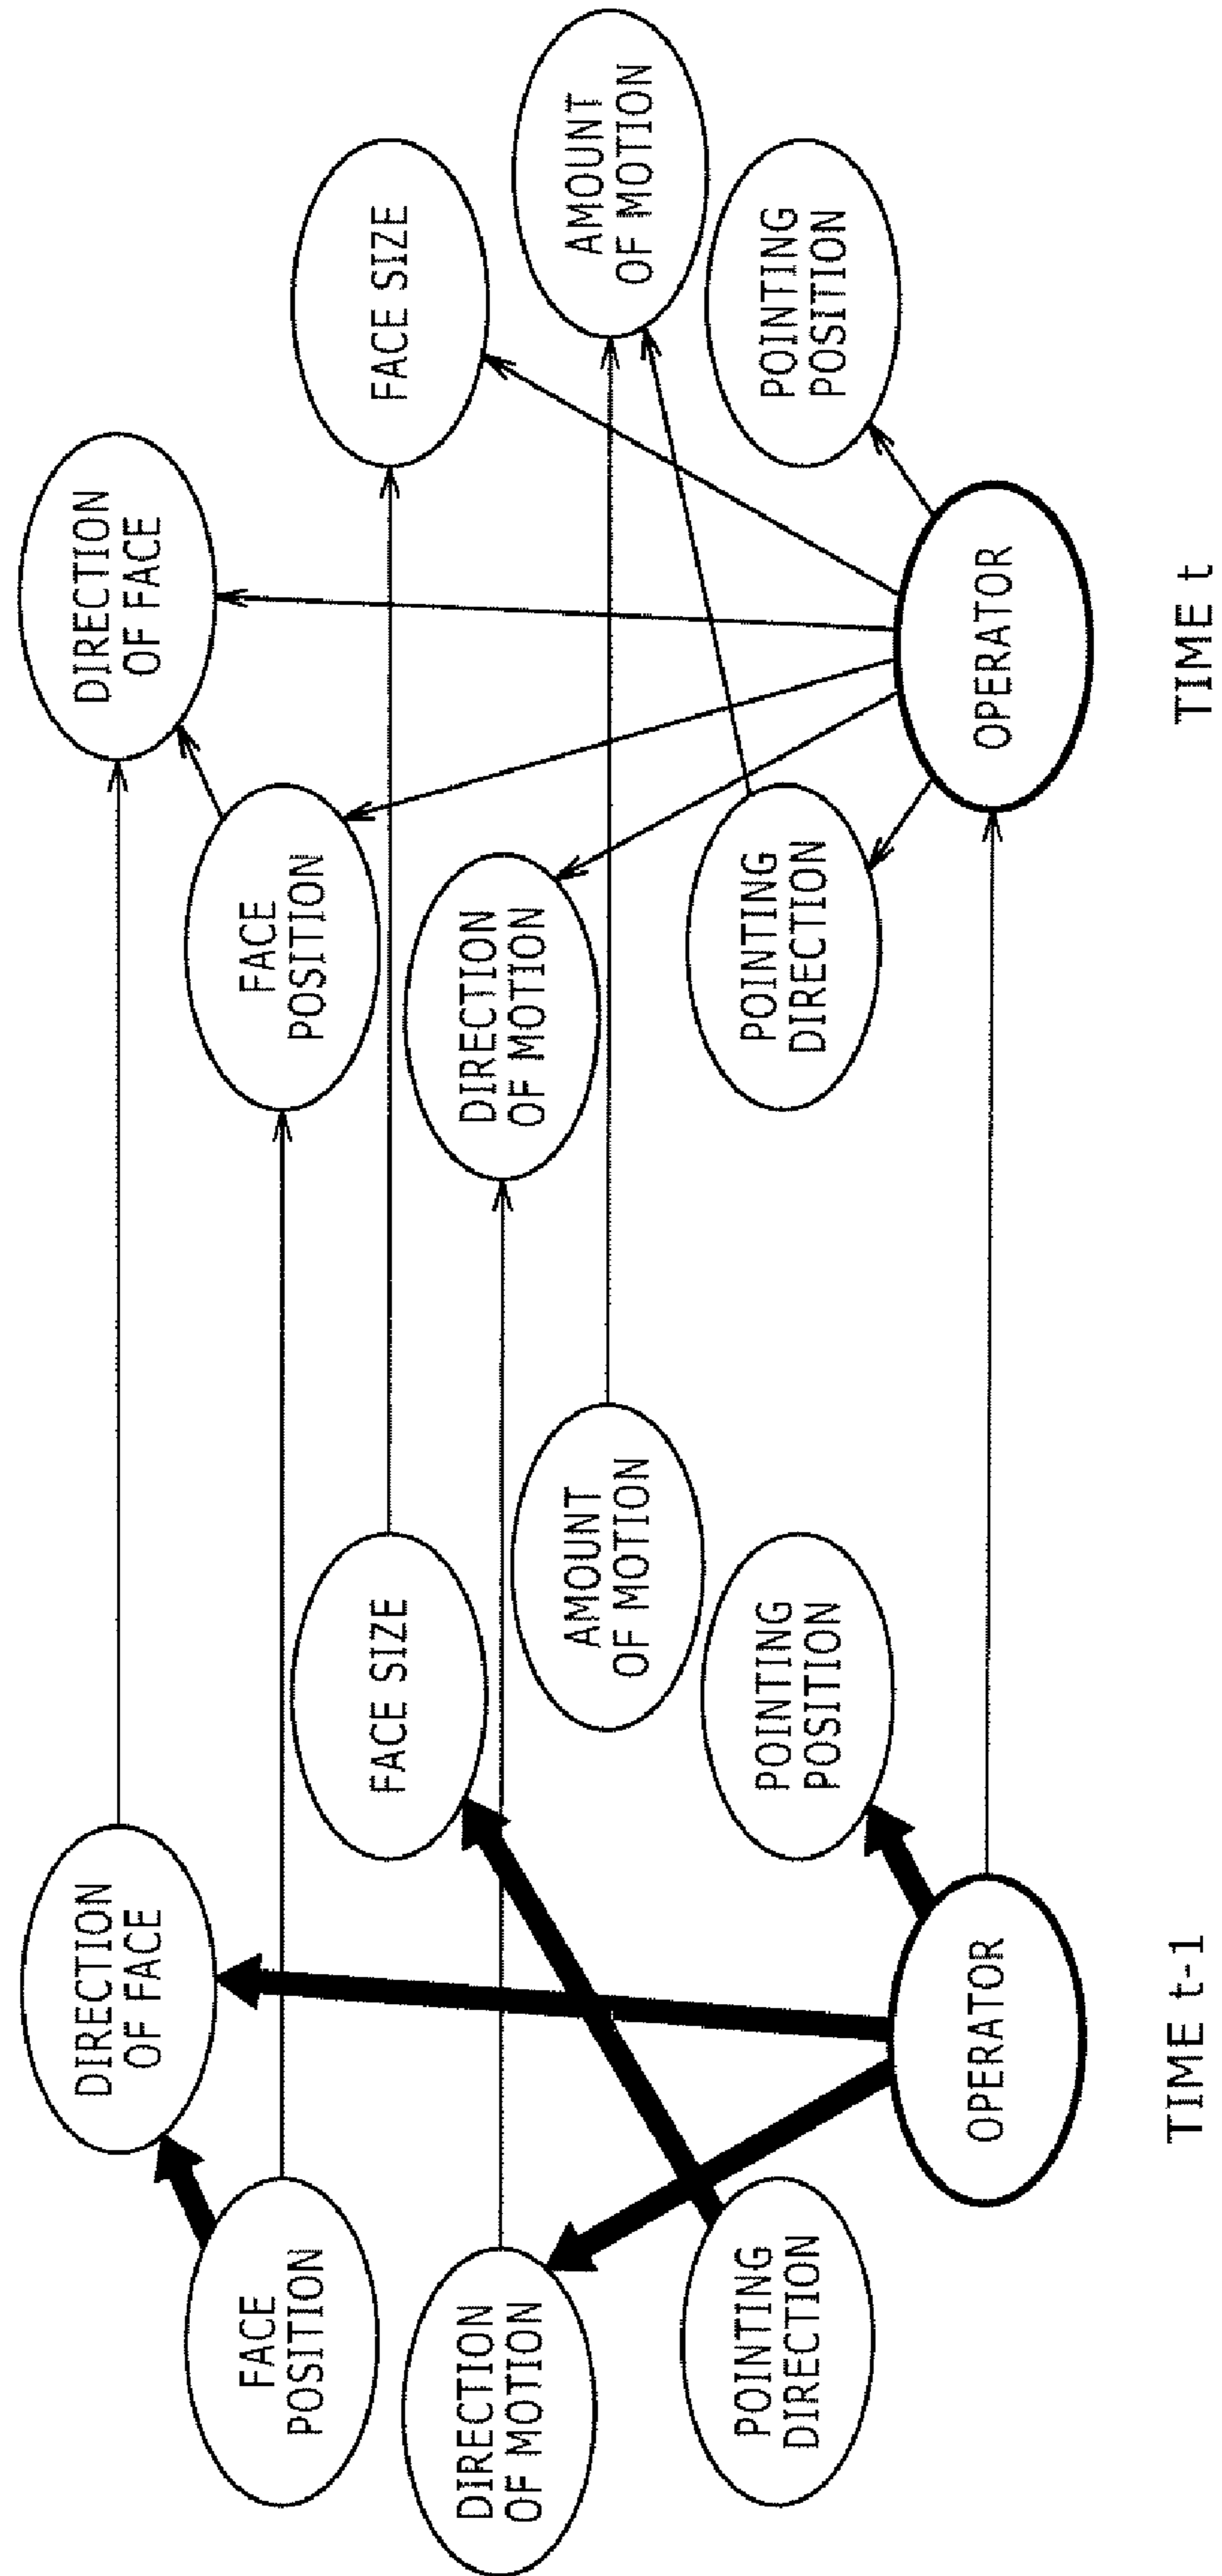 DIRECTION
OF FACE
FACE
POSITION
FACE SIZE
DIRECTION
OF MOTION
AMOUNT
OF MOTION
POINTING
DIRECTION
POINTING
POSITION
OPERATOR
TIME t-1
DIRECTION
OF FACE
FACE
POSITION
FACE SIZE
DIRECTION
OF MOTION
AMOUNT
OF MOTION
POINTING
DIRECTION
POINTING
POSITION
OPERATOR
TIME t